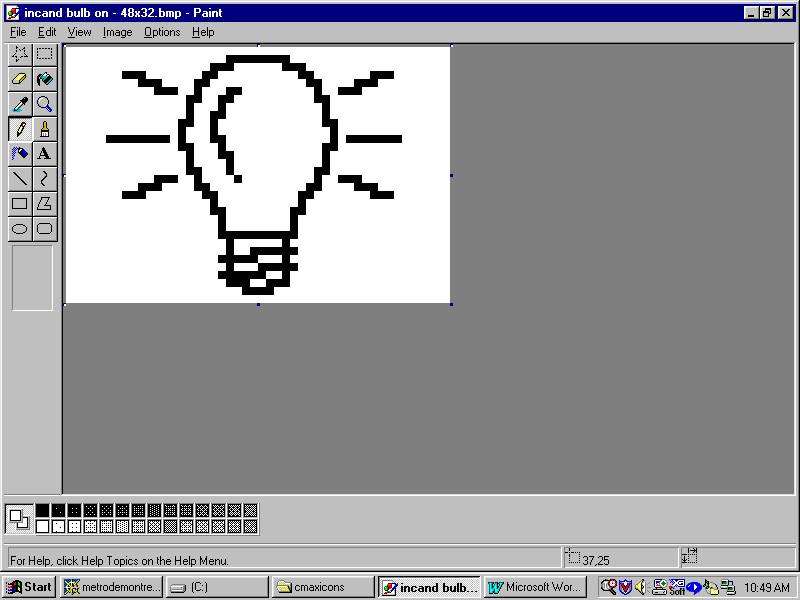 incand bulb on - 48x32.bmp - Paint
File Edit View Image Options Help
A
For Help, click Help Topics on the Help Menu.
37,25
Start
metrodemontre...
(C:)
cmaxicons
incand bulb...
Microsoft Wor...
Soft
10:49 AM